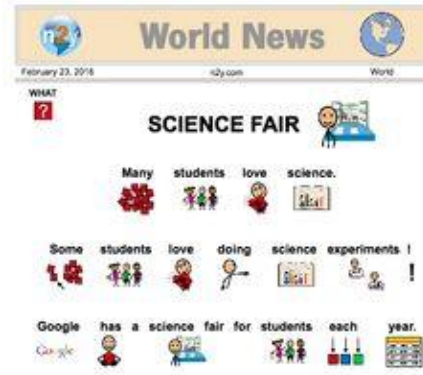 n2y
World News
February 23, 2016 n2y.com World
WHAT
?
SCIENCE FAIR
Many students love science.
Some students love doing science experiments !
!
Google has a science fair for students each year.
Google